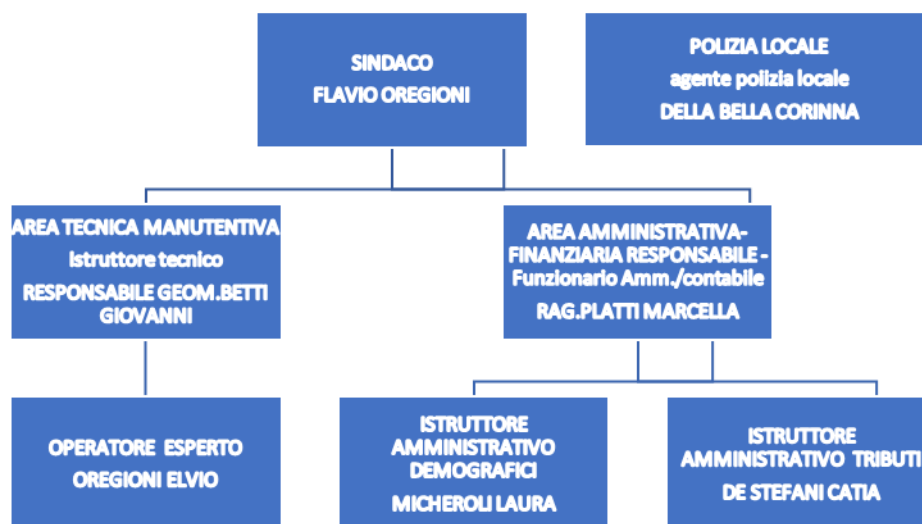 SINDACO
FLAVIO OREGIONI
POLIZIA LOCALE
agente polizia locale
DELLA BELLA CORINNA
AREA TECNICA MANUTENTIVA
Istruttore tecnico
RESPONSABILE GEOM.BETTI
GIOVANNI
AREA AMMINISTRATIVA-
FINANZIARIA RESPONSABILE -
Funzionario Amm./contabile
RAG.PLATTI MARCELLA
OPERATORE ESPERTO
OREGIONI ELVIO
ISTRUTTORE
AMMINISTRATIVO
DEMOGRAFICI
MICHEROLI LAURA
ISTRUTTORE
AMMINISTRATIVO TRIBUTI
DE STEFANI CATIA